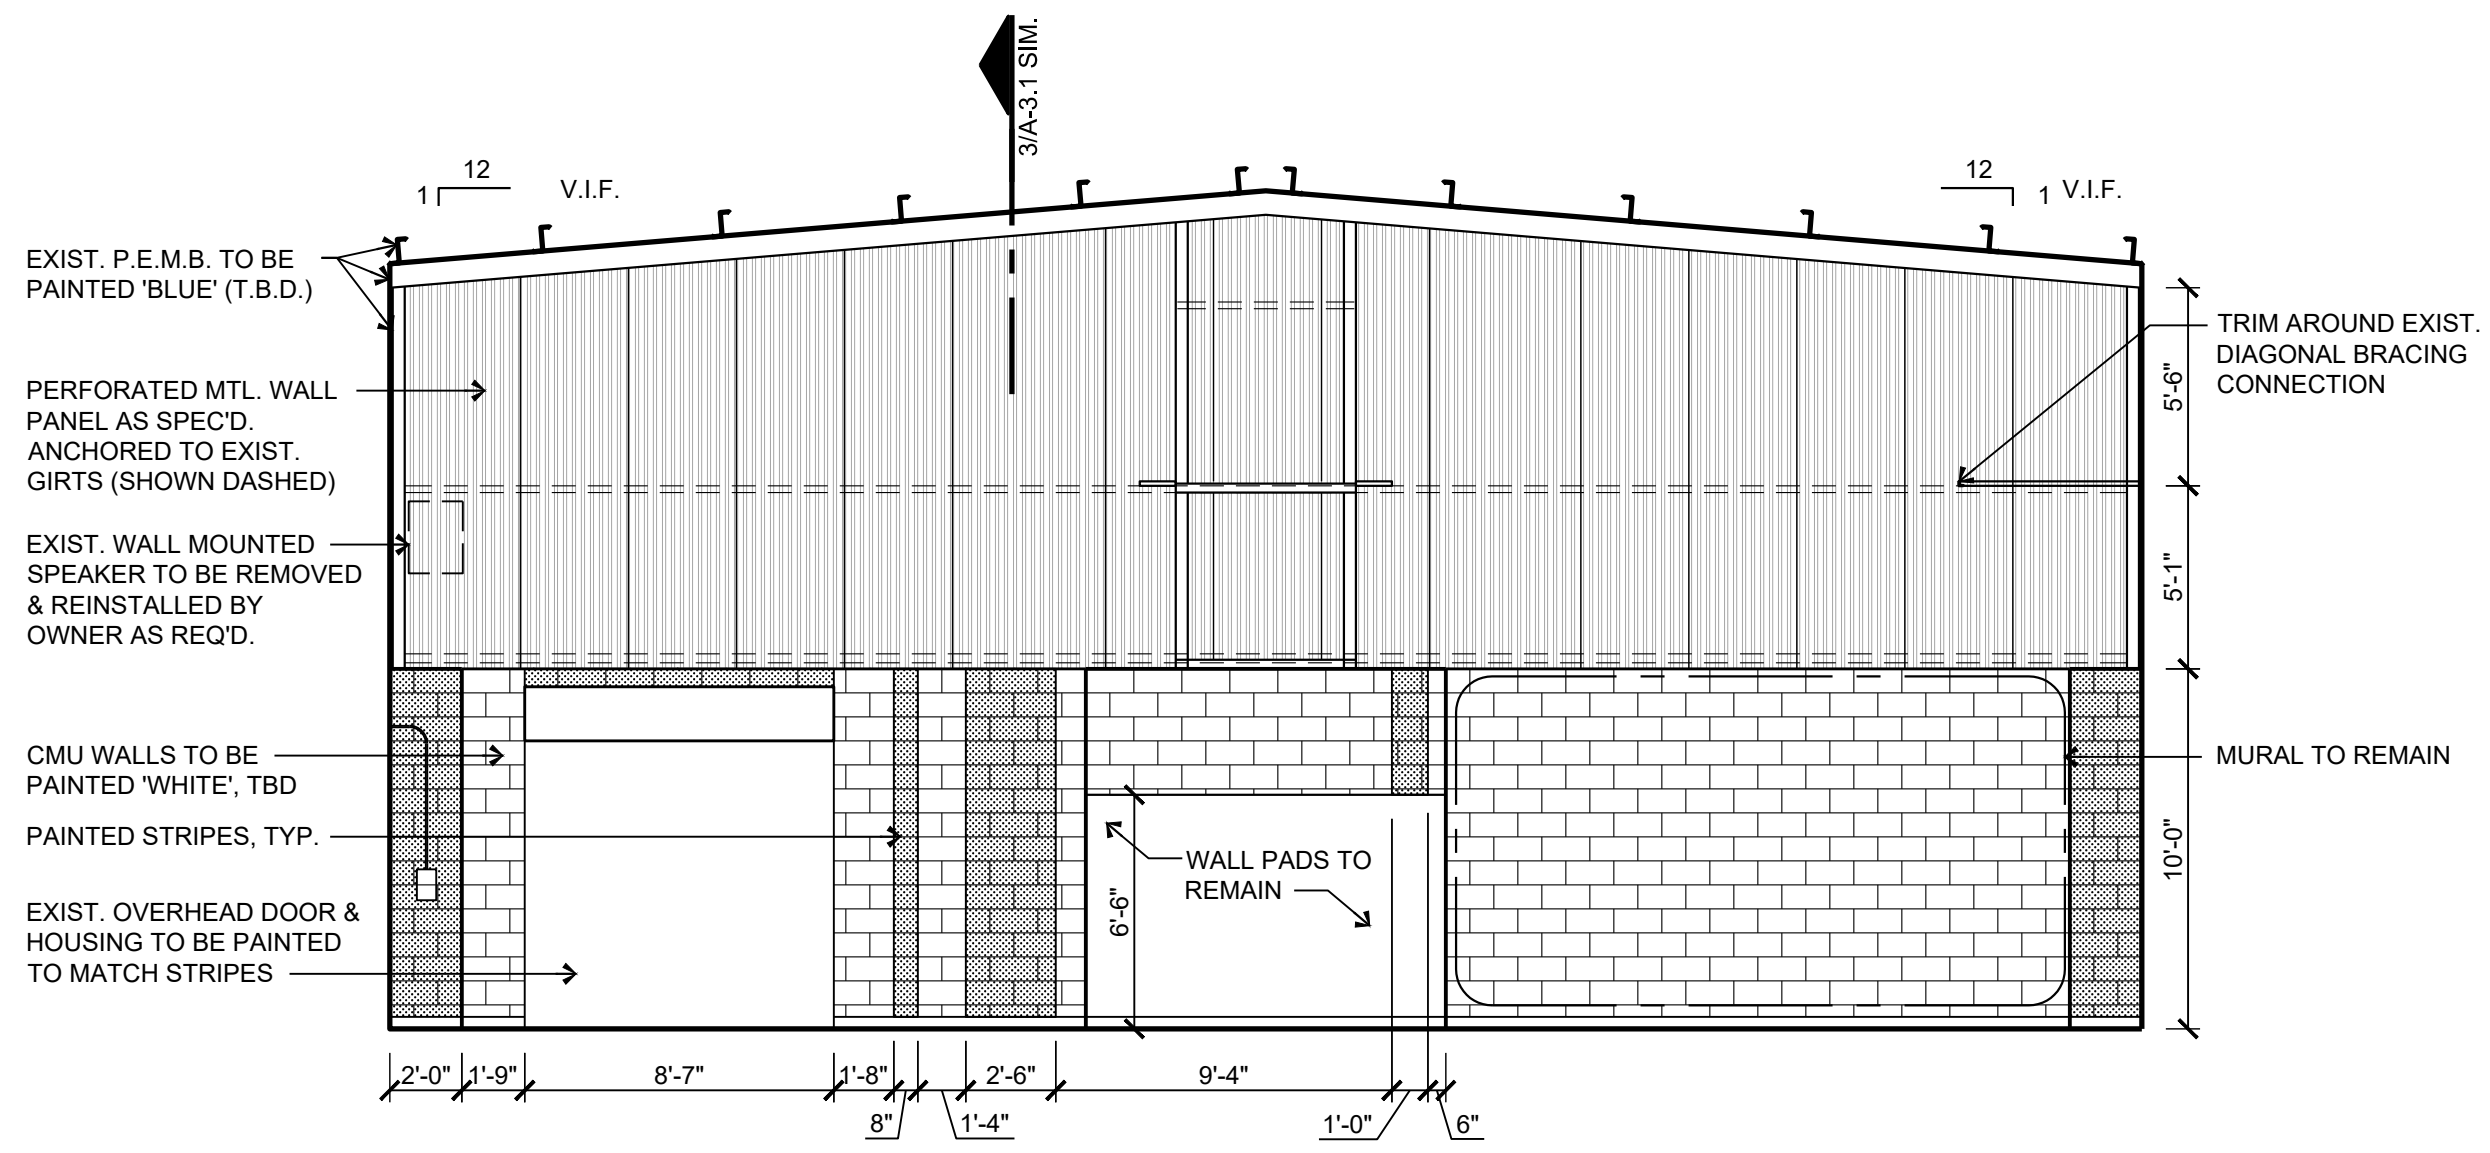 3/A-3.1 SIM.
12
1
V.I.F.
12
1
V.I.F.
EXIST. P.E.M.B. TO BE
PAINTED 'BLUE' (T.B.D.)
PERFORATED MTL. WALL
PANEL AS SPEC'D.
ANCHORED TO EXIST.
GIRTS (SHOWN DASHED)
EXIST. WALL MOUNTED
SPEAKER TO BE REMOVED
& REINSTALLED BY
OWNER AS REQ'D.
CMU WALLS TO BE
PAINTED 'WHITE', TBD
PAINTED STRIPES, TYP.
EXIST. OVERHEAD DOOR &
HOUSING TO BE PAINTED
TO MATCH STRIPES
WALL PADS TO
REMAIN
6'-6"
TRIM AROUND EXIST.
DIAGONAL BRACING
CONNECTION
MURAL TO REMAIN
5'-6"
5'-1"
10'-0"
2'-0"
1'-9"
8'-7"
1'-8"
8"
1'-4"
2'-6"
9'-4"
1'-0"
6"